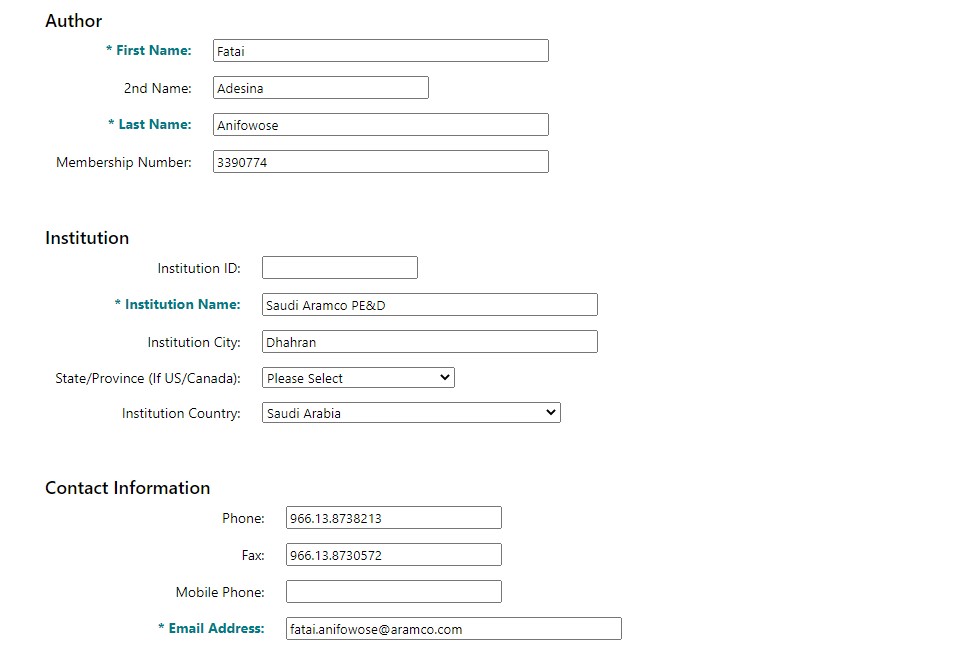 Author
* First Name: Fatai
2nd Name: Adesina
* Last Name: Anifowose
Membership Number: 3390774
Institution
Institution ID:
* Institution Name: Saudi Aramco PE&D
Institution City: Dhahran
State/Province (If US/Canada): Please Select
Institution Country: Saudi Arabia
Contact Information
Phone: 966.13.8738213
Fax: 966.13.8730572
Mobile Phone:
* Email Address: fatai.anifowose@aramco.com